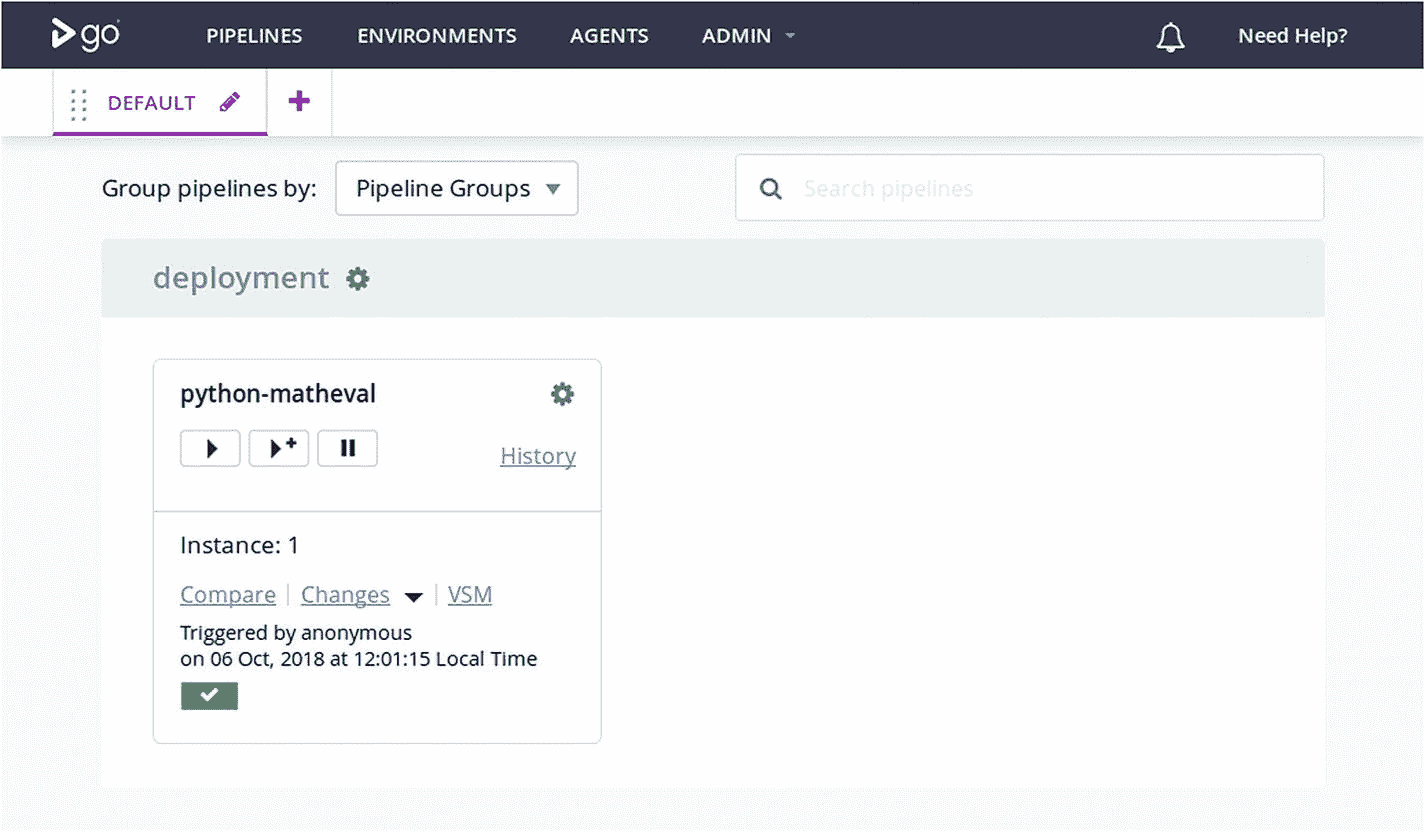 go PIPELINES ENVIRONMENTS AGENTS ADMIN Need Help?
DEFAULT +
Group pipelines by: Pipeline Groups Search pipelines
deployment
python-matheval
History
Instance: 1
Compare Changes VSM
Triggered by anonymous
on 06 Oct, 2018 at 12:01:15 Local Time